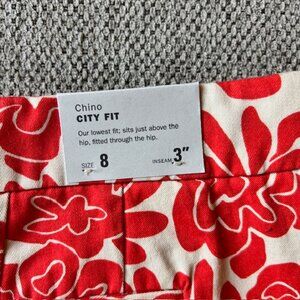 Chino
CITY FIT
Our lowest fit; sits just above the
hip, fitted through the hip.
SIZE 8 INSEAM 3"